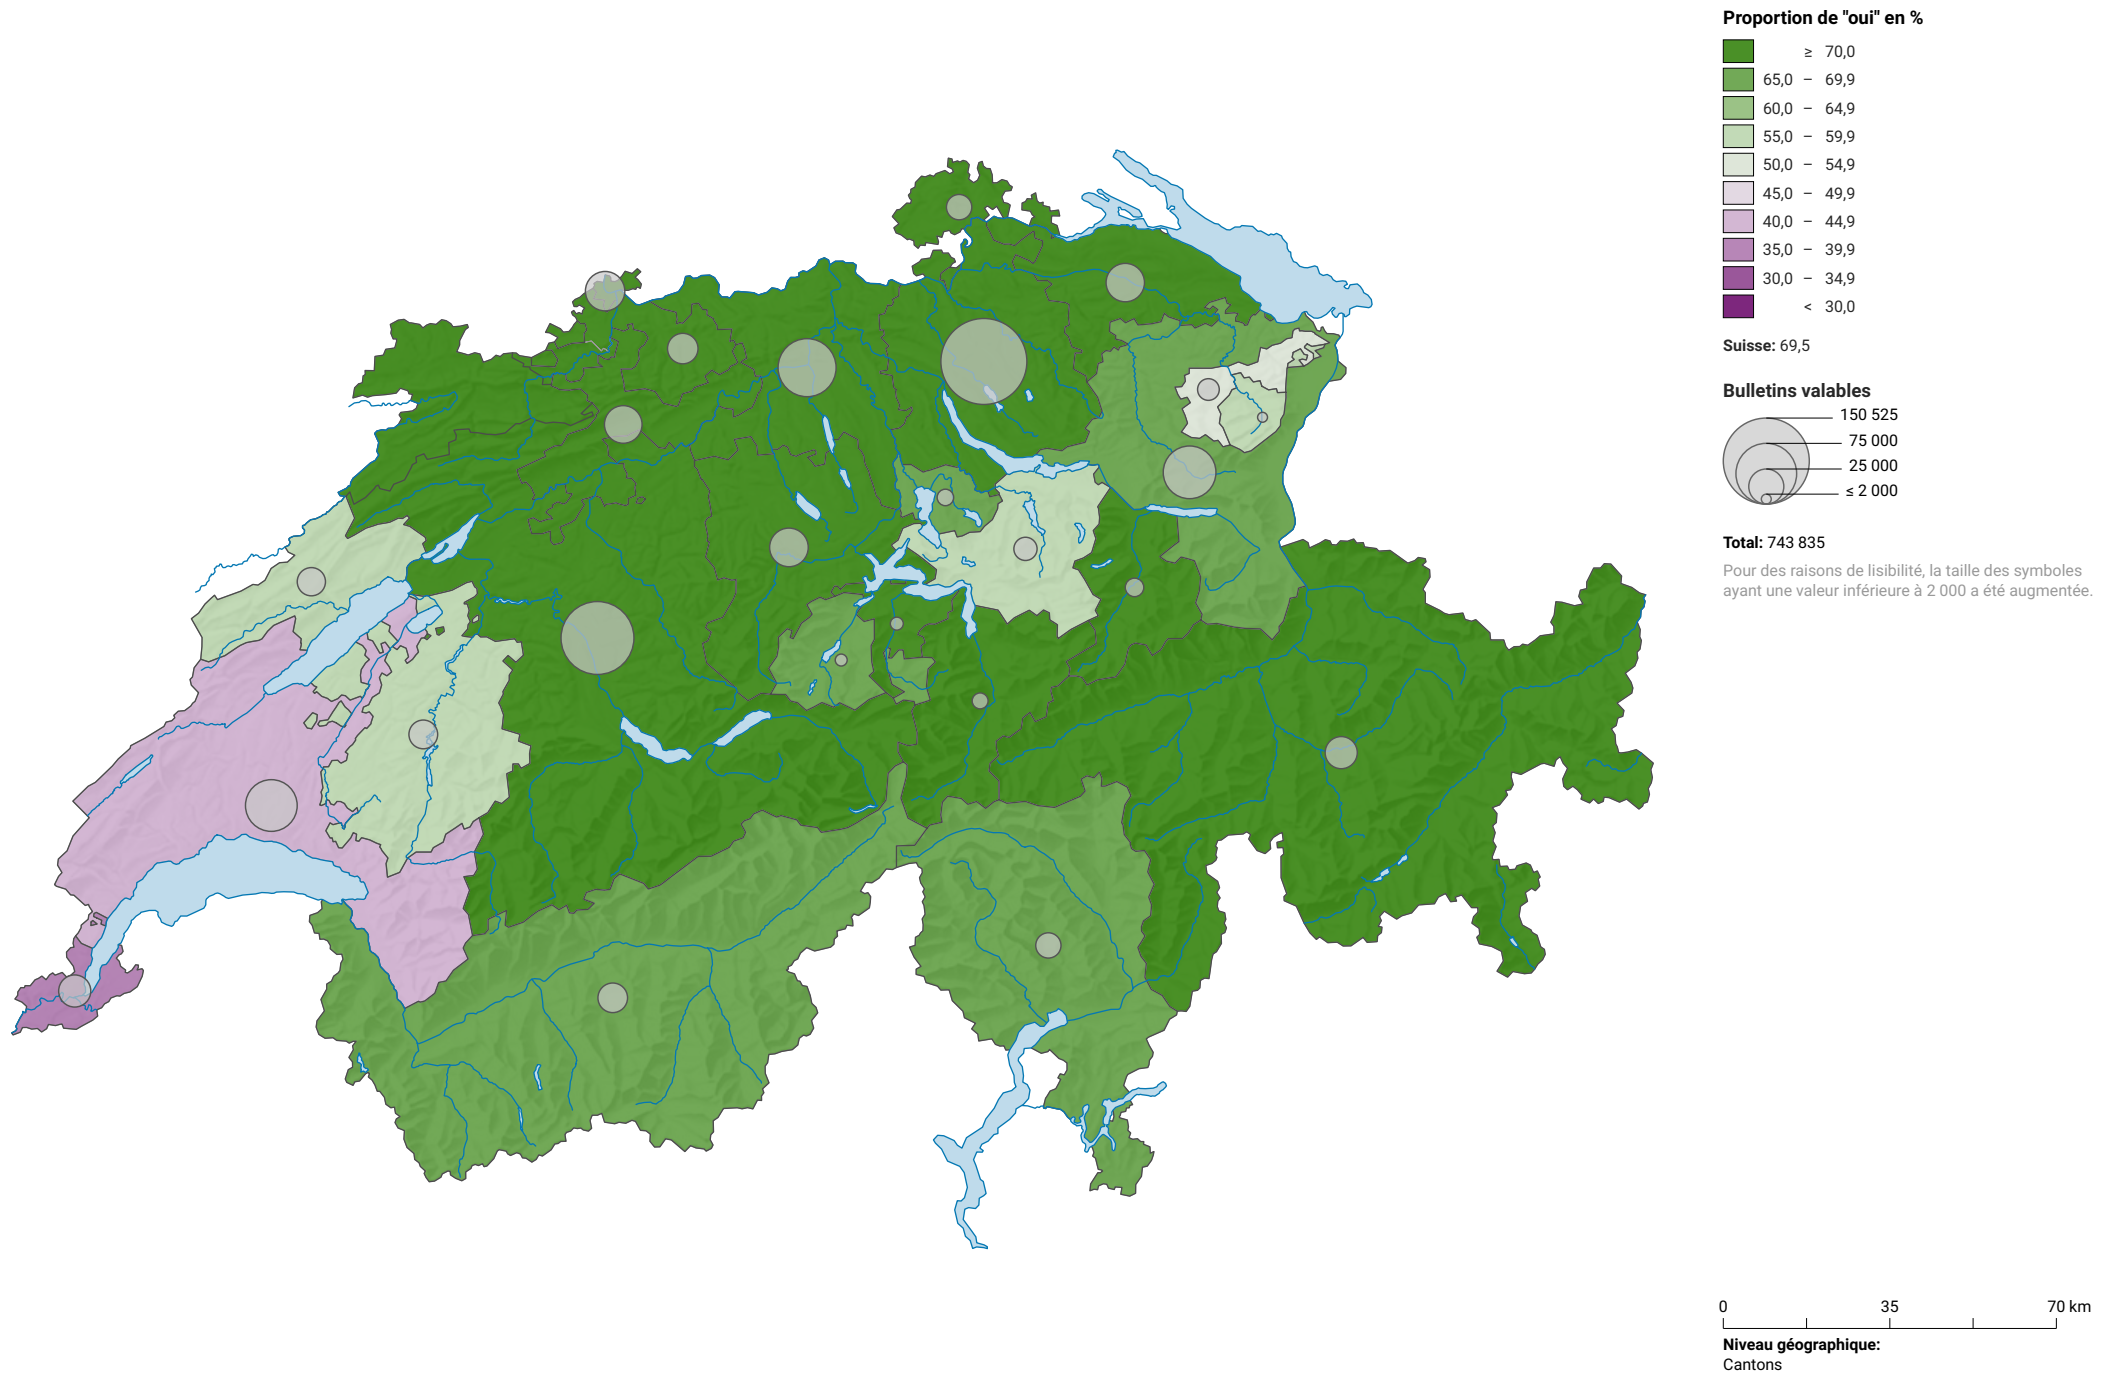 Proportion de "oui" en %
≥ 70,0
65,0 – 69,9
60,0 – 64,9
55,0 – 59,9
50,0 – 54,9
45,0 – 49,9
40,0 – 44,9
35,0 – 39,9
30,0 – 34,9
< 30,0
Suisse: 69,5
Bulletins valables
150 525
75 000
25 000
≤ 2 000
Total: 743 835
Pour des raisons de lisibilité, la taille des symboles
ayant une valeur inférieure à 2 000 a été augmentée.
0 35 70 km
Niveau géographique:
Cantons